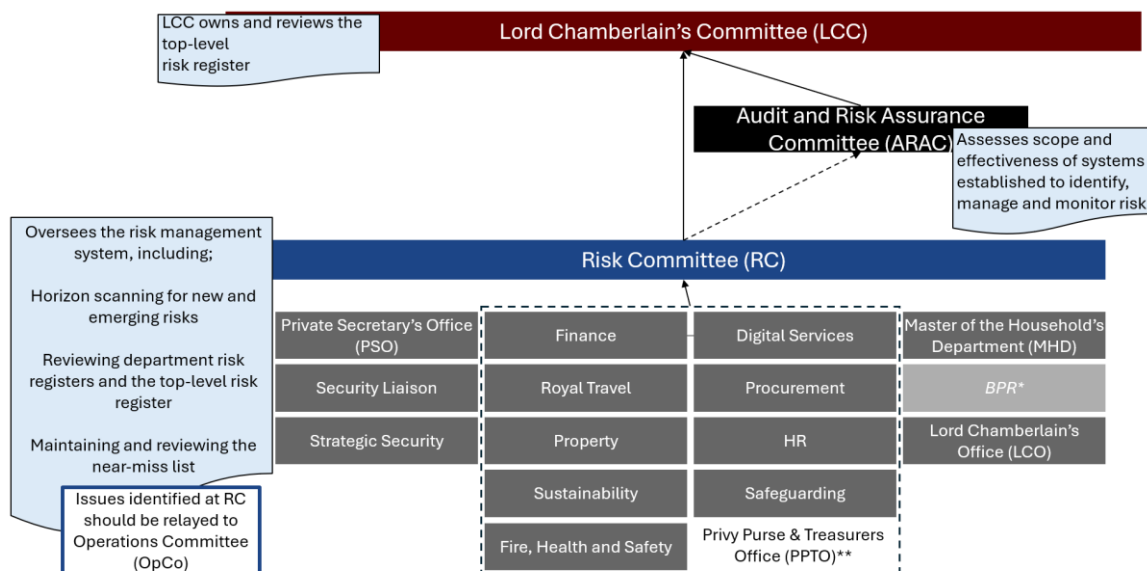 LCC owns and reviews the
top-level
risk register
Lord Chamberlain's Committee (LCC)
Audit and Risk Assurance
Committee (ARAC)
Assesses scope and
effectiveness of systems
established to identify,
manage and monitor risk
Oversees the risk management
system, including;
Horizon scanning for new and
emerging risks
Reviewing department risk
registers and the top-level risk
register
Maintaining and reviewing the
near-miss list
Issues identified at RC
should be relayed to
Operations Committee
(OpCo)
Risk Committee (RC)
Private Secretary's Office
(PSO)
Security Liaison
Strategic Security
Finance
Royal Travel
Property
Sustainability
Fire, Health and Safety
Digital Services
Procurement
HR
Safeguarding
Privy Purse & Treasurers
Office (PPTO)**
Master of the Household's
Department (MHD)
BPR*
Lord Chamberlain's
Office (LCO)